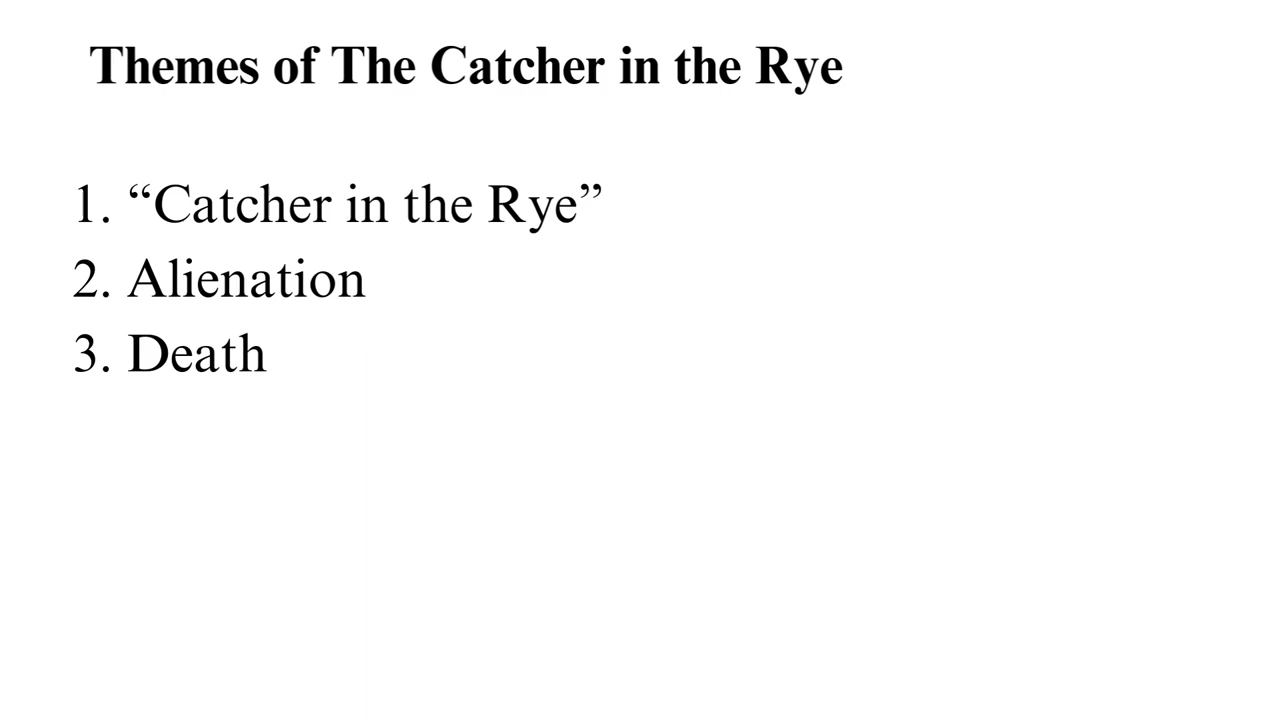 Themes of The Catcher in the Rye
1. “Catcher in the Rye”
2. Alienation
3. Death